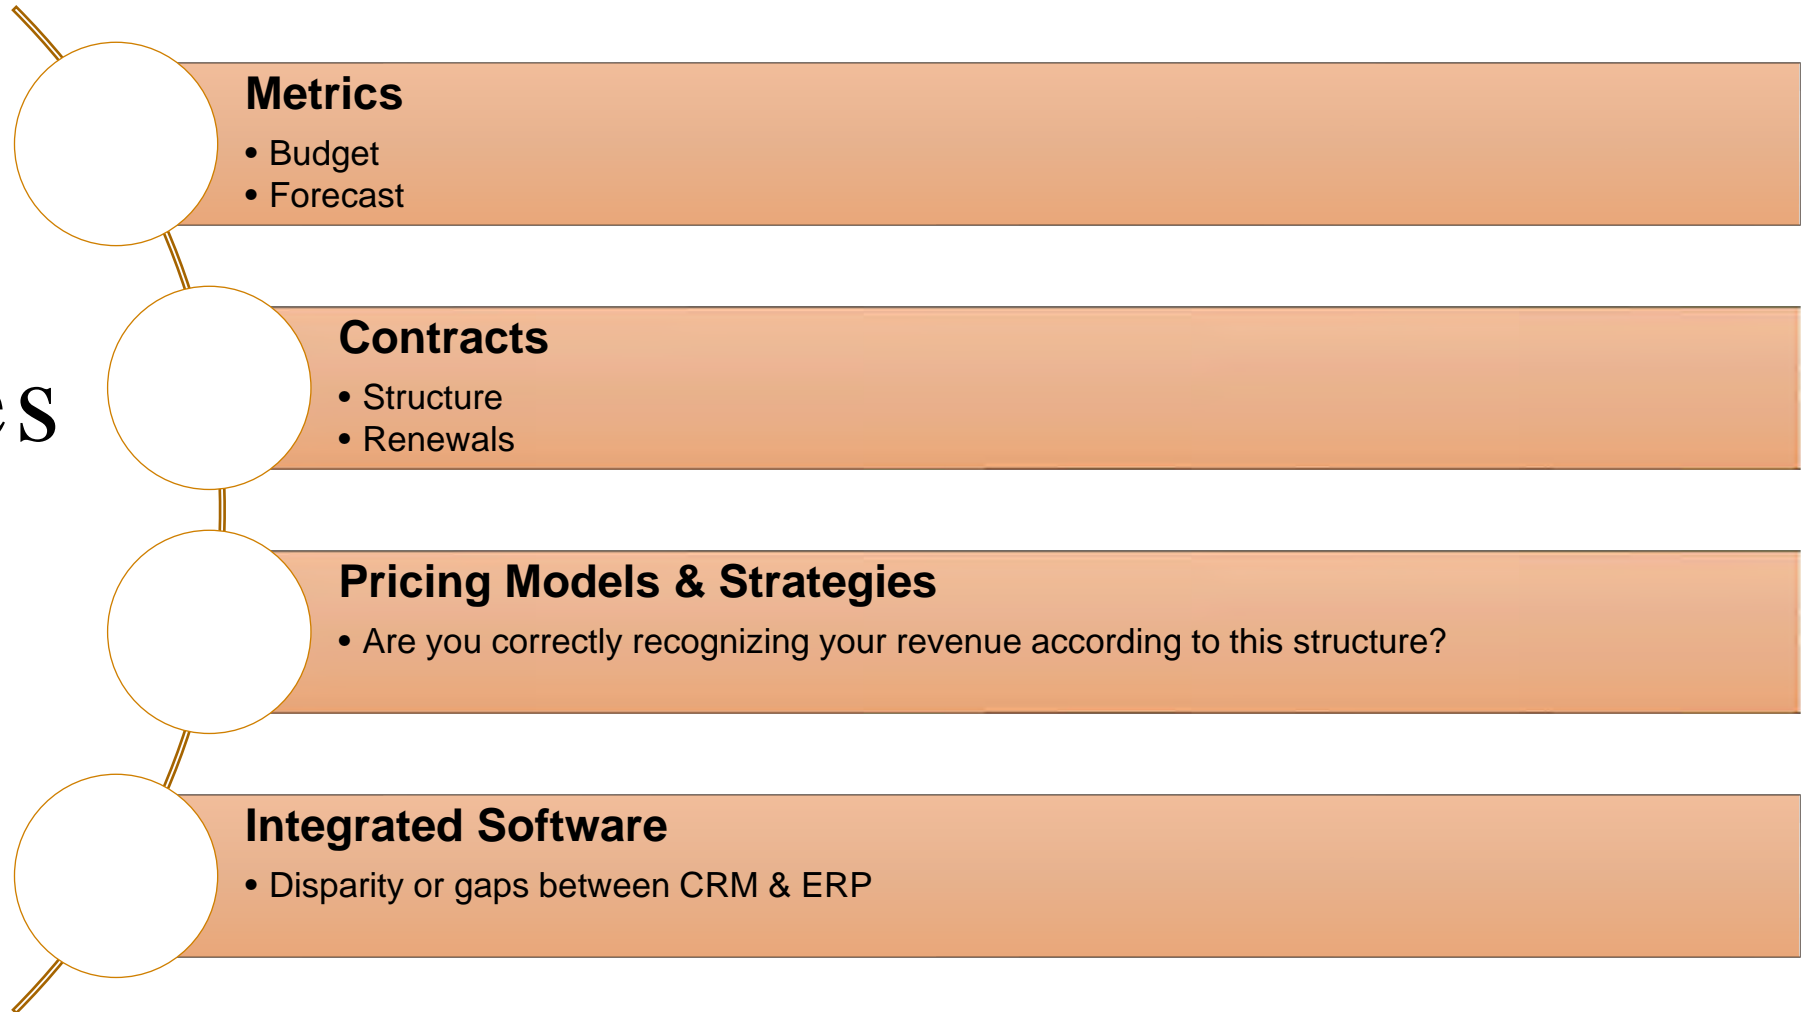 Metrics
• Budget
• Forecast
Contracts
• Structure
• Renewals
Pricing Models & Strategies
• Are you correctly recognizing your revenue according to this structure?
Integrated Software
• Disparity or gaps between CRM & ERP